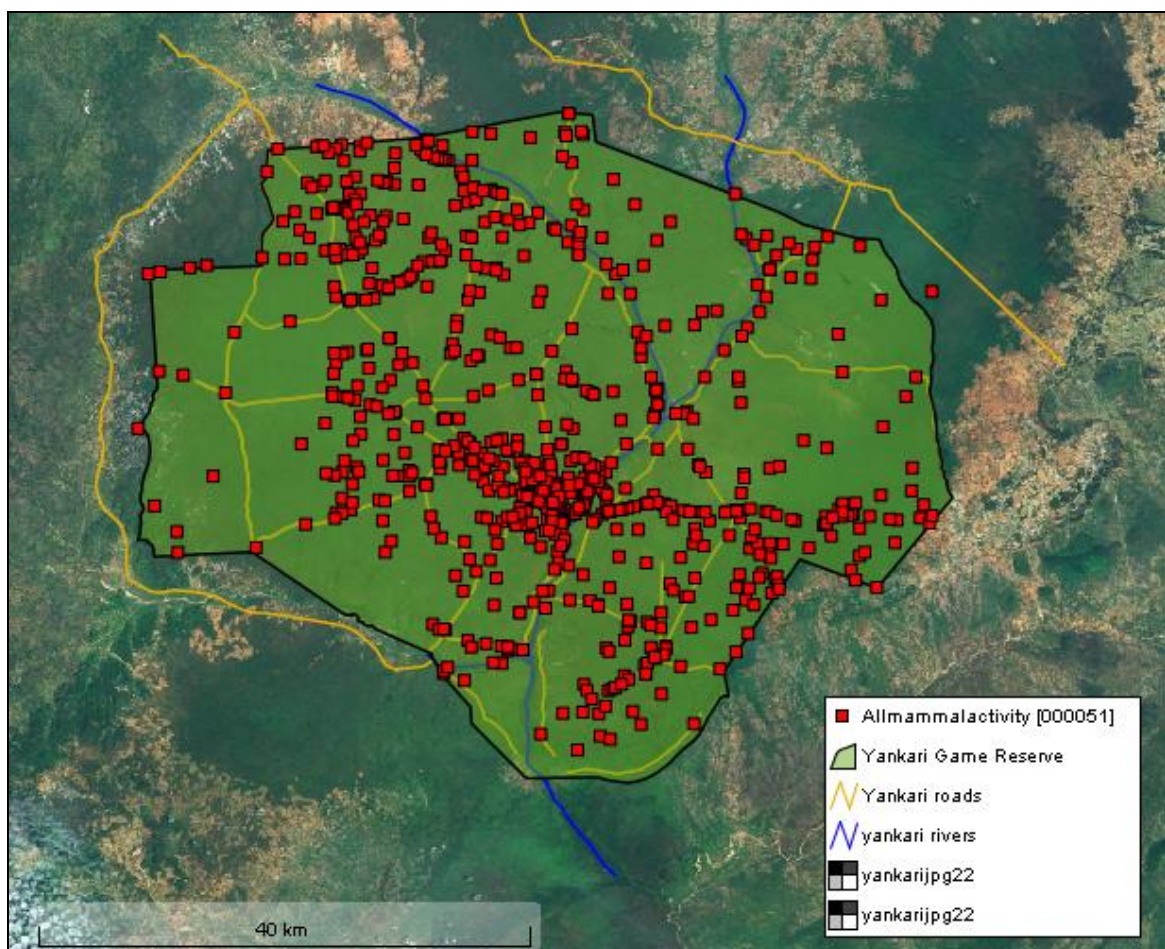 Allmammalactivity [000051]
Yankari Game Reserve
Yankari roads
yankari rivers
yankarijpg22
yankarijpg22
40 km